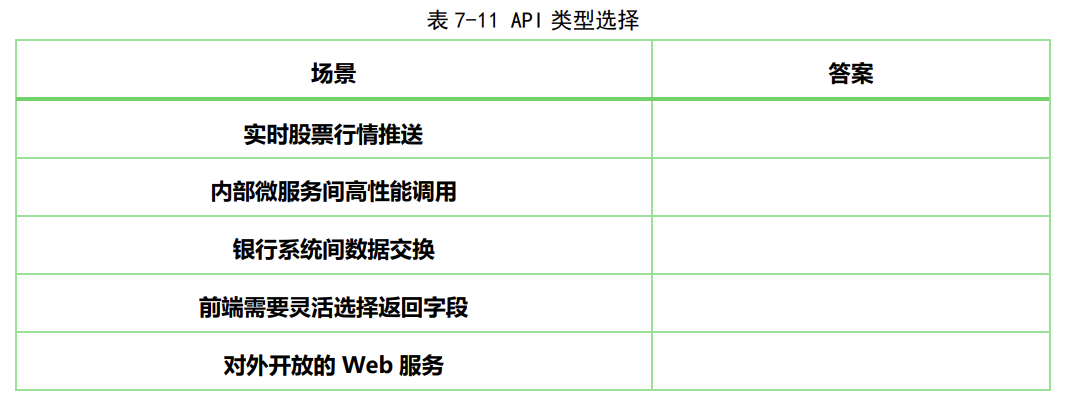 表 7-11 API 类型选择
场景 答案
实时股票行情推送
内部微服务间高性能调用
银行系统间数据交换
前端需要灵活选择返回字段
对外开放的 Web 服务